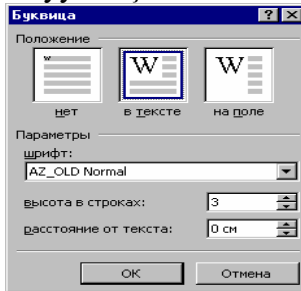 Буквица
Положение
нет в тексте на поле
Параметры
шрифт:
AZ_OLD Normal
высота в строках: 3
расстояние от текста: 0 см
ОК Отмена